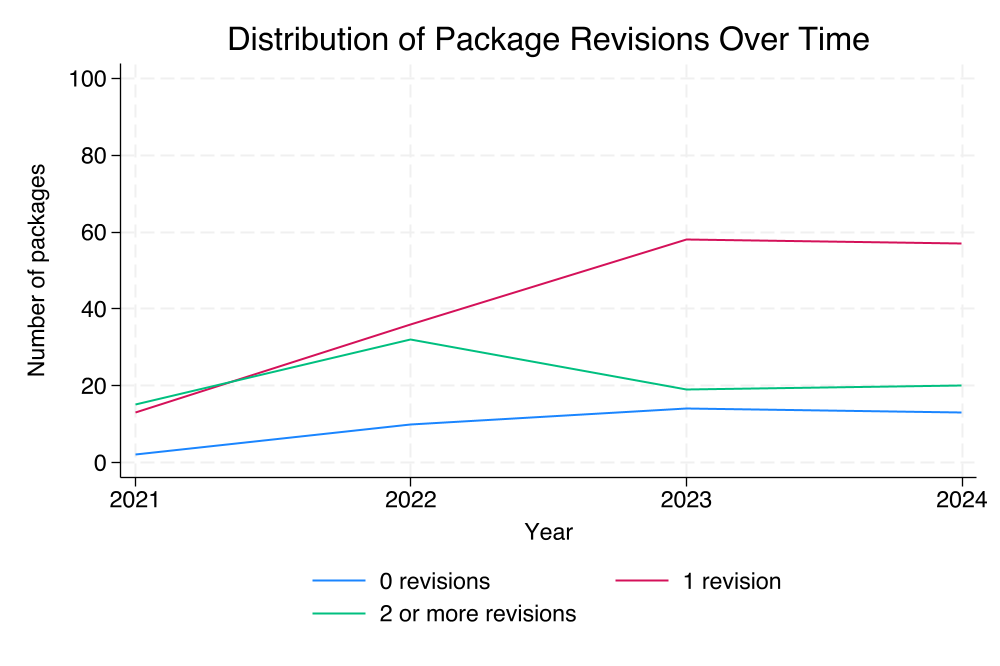 Distribution of Package Revisions Over Time
100
80
60
40
20
0
Number of packages
2021 2022 2023 2024
Year
0 revisions 1 revision
2 or more revisions